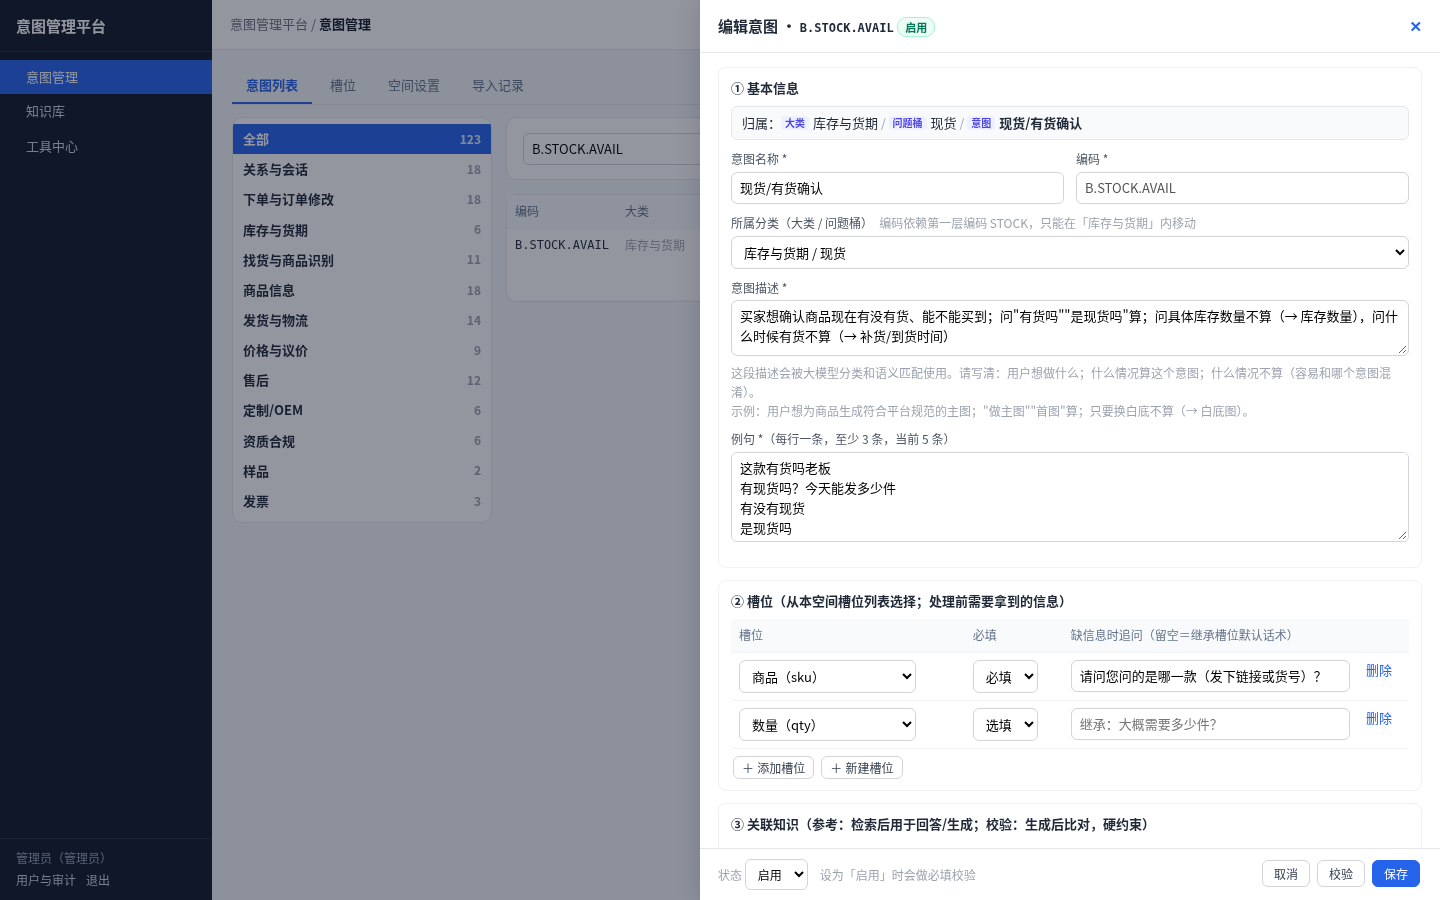 意图管理平台
意图管理
知识库
工具中心
管理员（管理员）
用户与审计 退出
意图管理平台 / 意图管理
意图列表 槽位 空间设置 导入记录
全部 123
关系与会话 18
下单与订单修改 18
库存与货期 6
找货与商品识别 11
商品信息 18
发货与物流 14
价格与议价 9
售后 12
定制/OEM 6
资质合规 6
样品 2
发票 3
B.STOCK.AVAIL
编码 大类
B.STOCK.AVAIL 库存与货期
编辑意图 · B.STOCK.AVAIL 启用 ×
① 基本信息
归属： 大类 库存与货期 / 问题桶 现货 / 意图 现货/有货确认
意图名称 * 编码 *
现货/有货确认 B.STOCK.AVAIL
所属分类（大类 / 问题桶） 编码依赖第一层编码 STOCK，只能在「库存与货期」内移动
库存与货期 / 现货
意图描述 *
买家想确认商品现在有没有货、能不能买到；问"有货吗""是现货吗"算；问具体库存数量不算（→ 库存数量），问什
么时候有货不算（→ 补货/到货时间）
这段描述会被大模型分类和语义匹配使用。请写清：用户想做什么；什么情况算这个意图；什么情况不算（容易和哪个意图混
淆）。
示例：用户想为商品生成符合平台规范的主图；"做主图""首图"算；只要换白底不算（→ 白底图）。
例句 *（每行一条，至少 3 条，当前 5 条）
这款有货吗老板
有现货吗？今天能发多少件
有没有现货
是现货吗
② 槽位（从本空间槽位列表选择；处理前需要拿到的信息）
槽位 必填 缺信息时追问（留空＝继承槽位默认话术）
商品（sku） 必填 请问您问的是哪一款（发下链接或货号）？ 删除
数量（qty） 选填 继承：大概需要多少件？ 删除
＋ 添加槽位 ＋ 新建槽位
③ 关联知识（参考：检索后用于回答/生成；校验：生成后比对，硬约束）
状态 启用 设为「启用」时会做必填校验 取消 校验 保存